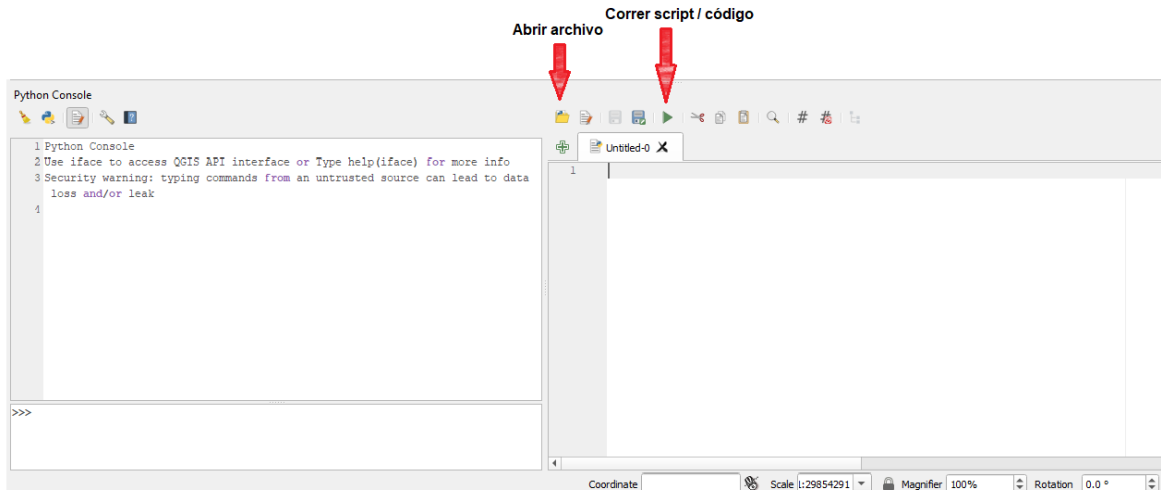 Correr script / código
Abrir archivo
Python Console
1 Python Console
2 Use iface to access QGIS API interface or Type help(iface) for more info
3 Security warning: typing commands from an untrusted source can lead to data
loss and/or leak
4
>>>
Untitled-0
1
Coordinate
Scale 1:29854291
Magnifier 100%
Rotation 0.0 °